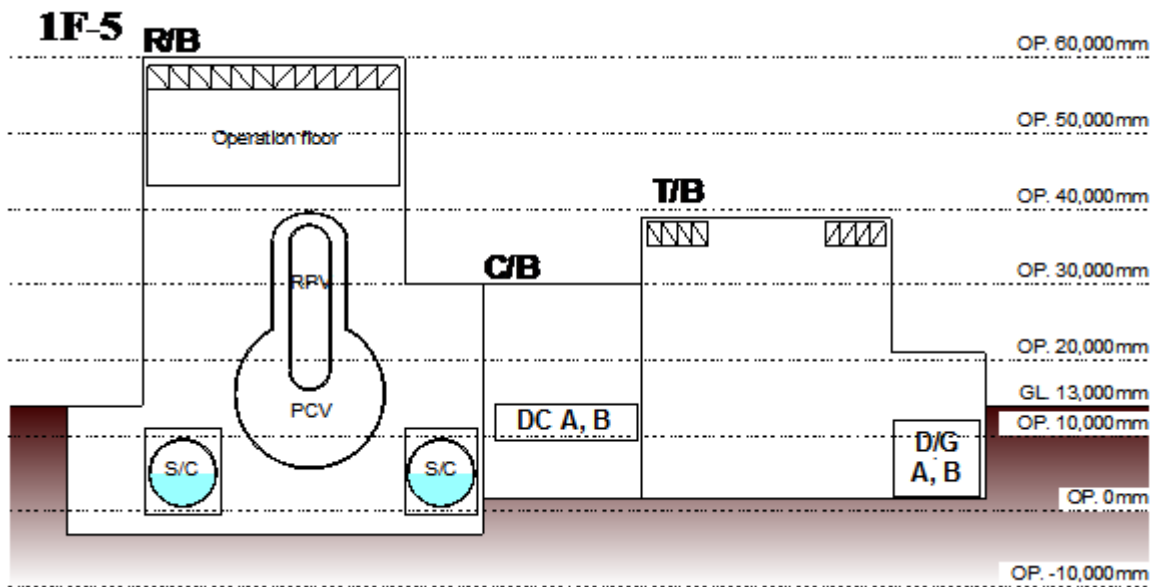 1F-5
R/B
OP. 60,000mm
Operation floor
OP. 50,000mm
T/B
OP. 40,000mm
C/B
RPV
OP. 30,000mm
OP. 20,000mm
GL. 13,000mm
PCV
DC A, B
OP. 10,000mm
D/G
A, B
S/C
S/C
OP. 0mm
OP. -10,000mm